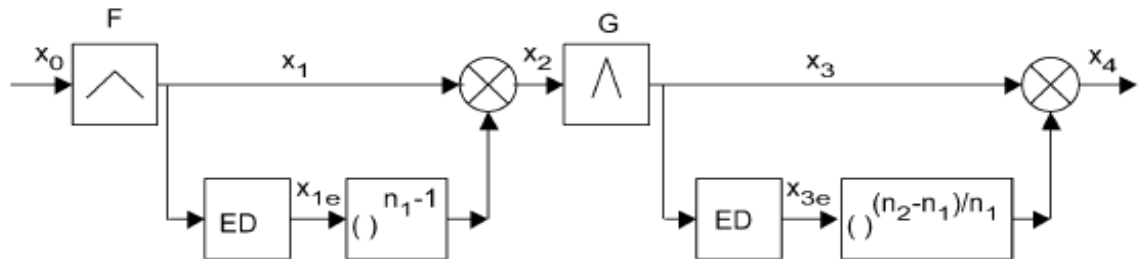 F
G
x₀
x₁
x₂
x₃
x₄
ED
x₁ₑ
( )ⁿ₁⁻¹
ED
x₃ₑ
( )⁽ⁿ₂⁻ⁿ₁⁾/ⁿ₁